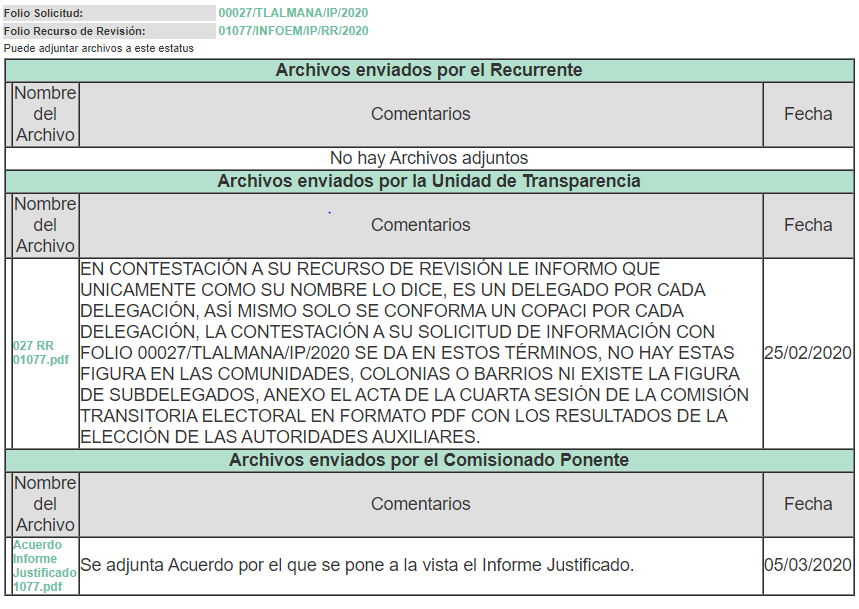 Folio Solicitud: 00027/TLALMANA/IP/2020
Folio Recurso de Revisión: 01077/INFOEM/IP/RR/2020
Puede adjuntar archivos a este estatus
Archivos enviados por el Recurrente
Nombre
del
Archivo
Comentarios
Fecha
No hay Archivos adjuntos
Archivos enviados por la Unidad de Transparencia
Nombre
del
Archivo
Comentarios
Fecha
027 RR
01077.pdf
EN CONTESTACIÓN A SU RECURSO DE REVISIÓN LE INFORMO QUE
UNICAMENTE COMO SU NOMBRE LO DICE, ES UN DELEGADO POR CADA
DELEGACIÓN, ASÍ MISMO SOLO SE CONFORMA UN COPACI POR CADA
DELEGACIÓN, LA CONTESTACIÓN A SU SOLICITUD DE INFORMACIÓN CON
FOLIO 00027/TLALMANA/IP/2020 SE DA EN ESTOS TÉRMINOS, NO HAY ESTAS
FIGURA EN LAS COMUNIDADES, COLONIAS O BARRIOS NI EXISTE LA FIGURA
DE SUBDELEGADOS, ANEXO EL ACTA DE LA CUARTA SESIÓN DE LA COMISIÓN
TRANSITORIA ELECTORAL EN FORMATO PDF CON LOS RESULTADOS DE LA
ELECCIÓN DE LAS AUTORIDADES AUXILIARES.
25/02/2020
Archivos enviados por el Comisionado Ponente
Nombre
del
Archivo
Comentarios
Fecha
Acuerdo
Informe
Justificado
1077.pdf
Se adjunta Acuerdo por el que se pone a la vista el Informe Justificado.
05/03/2020